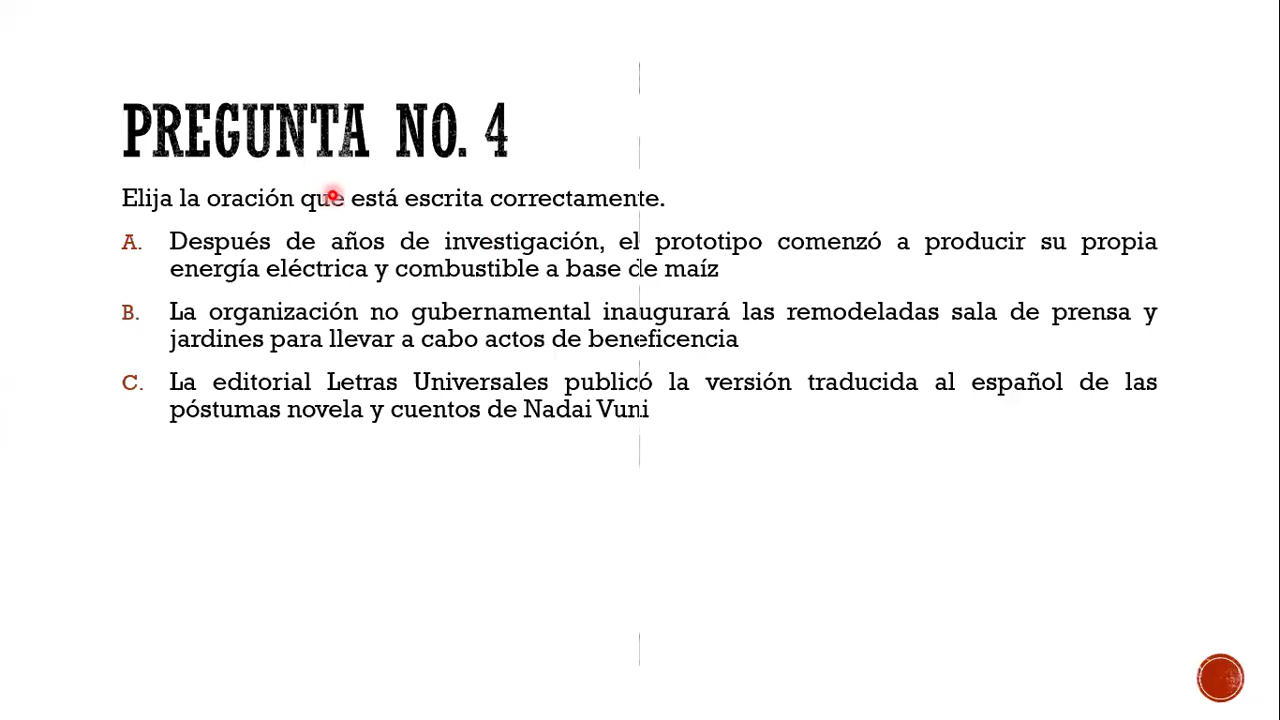 PREGUNTA NO. 4
Elija la oración que está escrita correctamente.
A. Después de años de investigación, el prototipo comenzó a producir su propia
energía eléctrica y combustible a base de maíz
B. La organización no gubernamental inaugurará las remodeladas sala de prensa y
jardines para llevar a cabo actos de beneficencia
C. La editorial Letras Universales publicó la versión traducida al español de las
póstumas novela y cuentos de Nadai Vuni